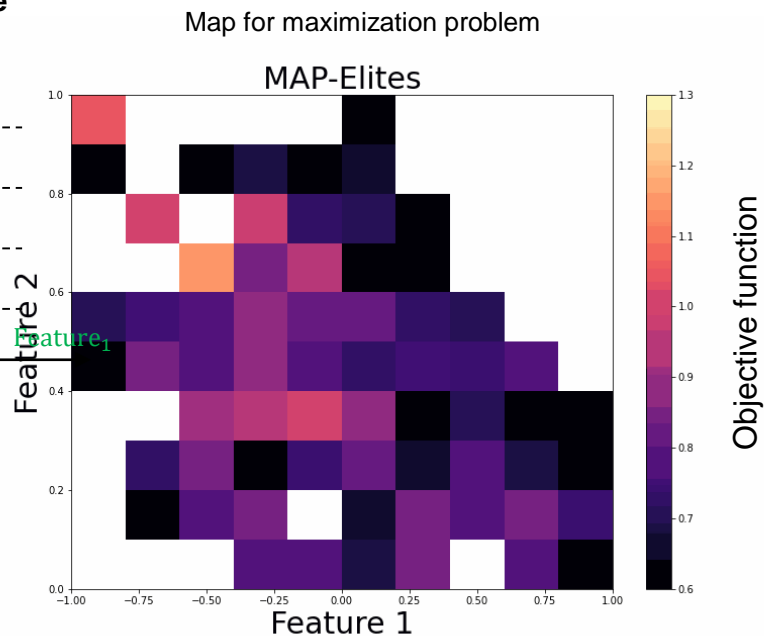 e
Map for maximization problem
MAP-Elites
1.0
0.8
0.6
0.4
0.2
0.0
Feature 2
Feature₁
−1.00 −0.75 −0.50 −0.25 0.00 0.25 0.50 0.75 1.00
Feature 1
1.3
1.2
1.1
1.0
0.9
0.8
0.7
0.6
Objective function